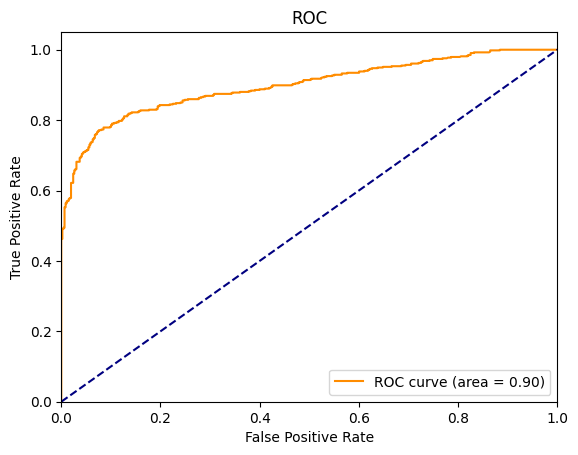 ROC
1.0
0.8
0.6
0.4
0.2
0.0
True Positive Rate
0.0 0.2 0.4 0.6 0.8 1.0
False Positive Rate
ROC curve (area = 0.90)